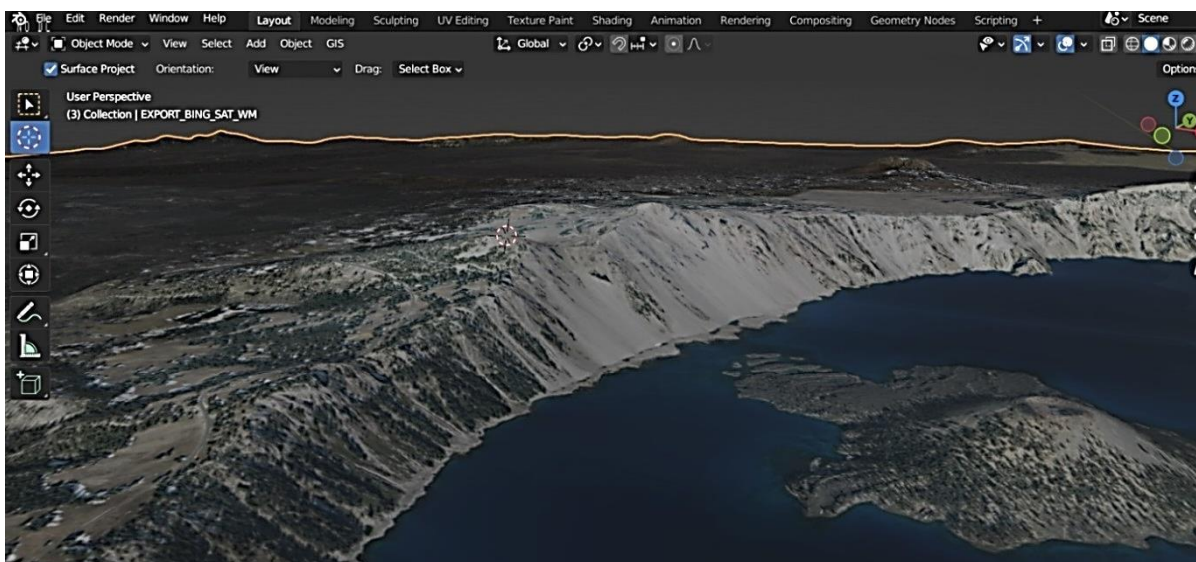 File Edit Render Window Help Layout Modeling Sculpting UV Editing Texture Paint Shading Animation Rendering Compositing Geometry Nodes Scripting + Scene
Object Mode View Select Add Object GIS Global
Surface Project Orientation: View Drag: Select Box Option
User Perspective
(3) Collection | EXPORT_BING_SAT_WM
Z
Y